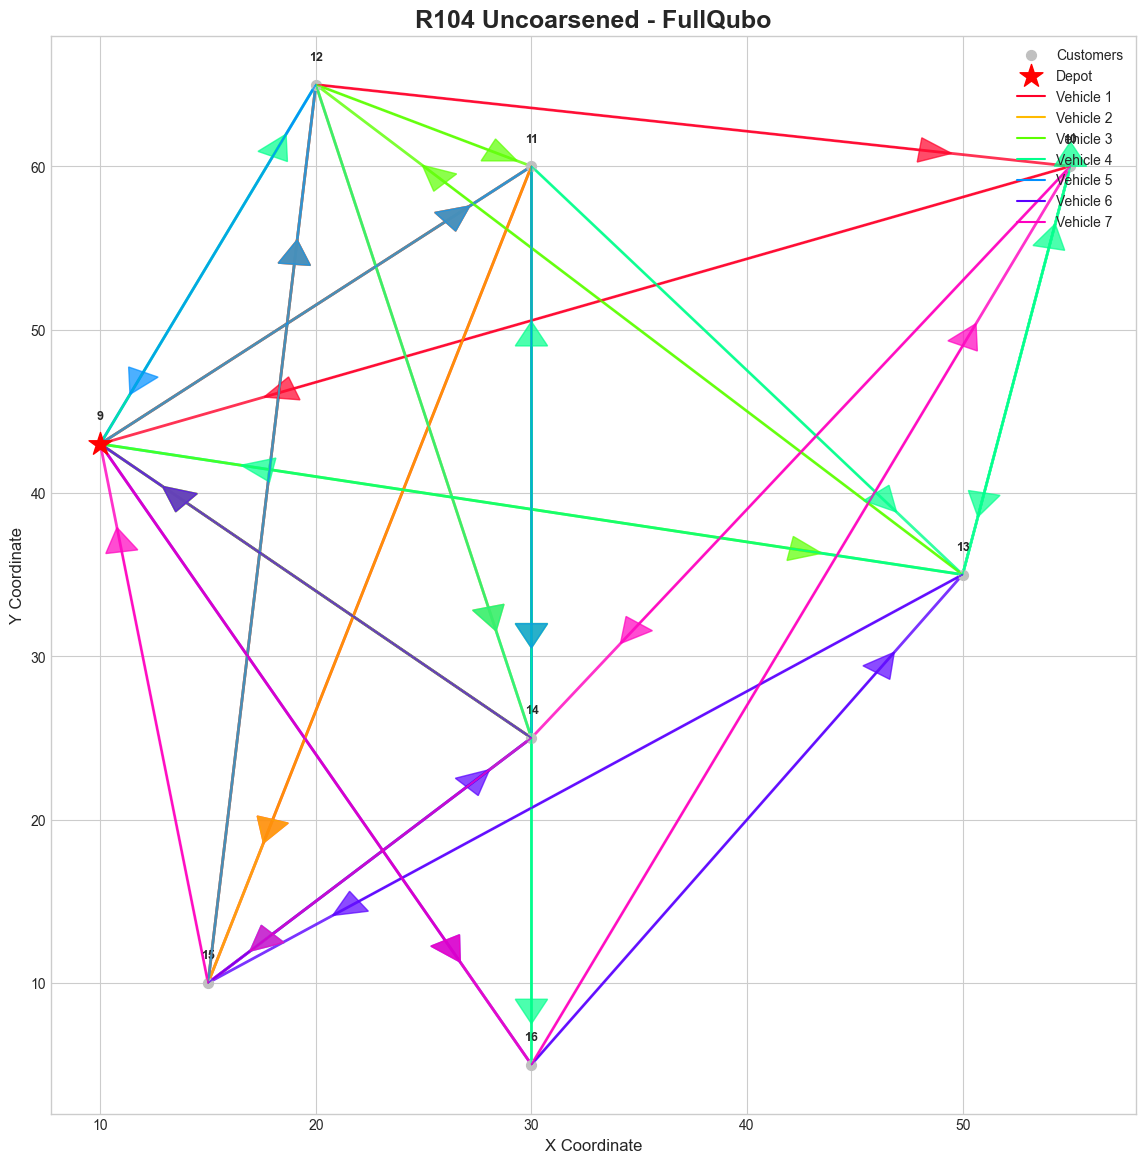 R104 Uncoarsened - FullQubo
Customers
Depot
Vehicle 1
Vehicle 2
Vehicle 3
Vehicle 4
Vehicle 5
Vehicle 6
Vehicle 7
12
11
10
9
13
14
15
16
60
50
40
30
20
10
Y Coordinate
10
20
30
40
50
X Coordinate